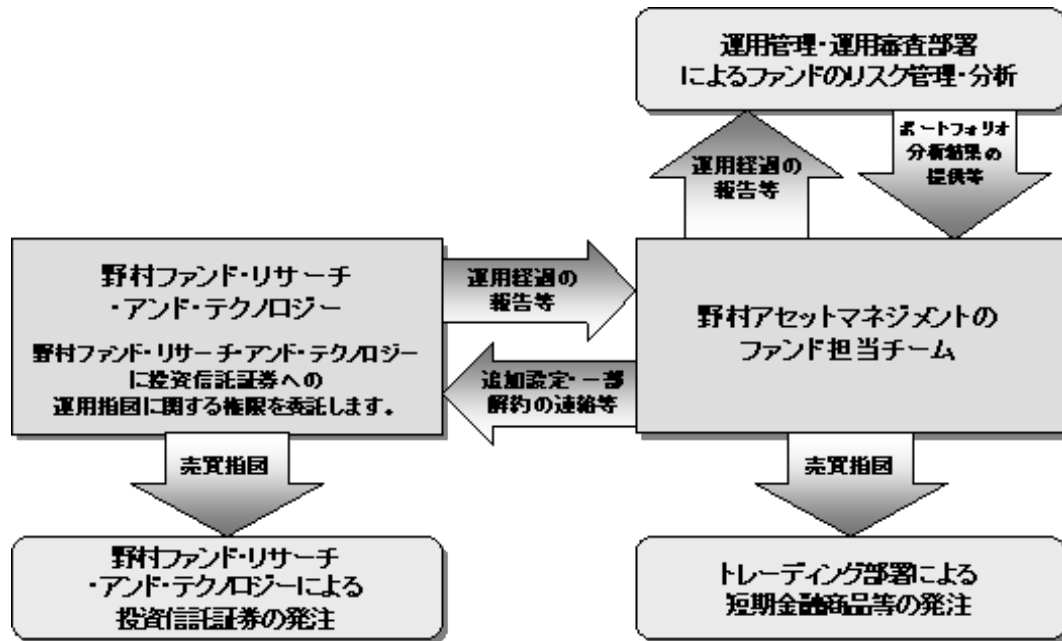 運用管理・運用審査部署
によるファンドのリスク管理・分析
運用経過の
報告等
ポートフォリオ
分析結果の
提供等
野村ファンド・リサーチ
・アンド・テクノロジー
野村ファンド・リサーチ・アンド・テクノロジー
に投資信託証券への
運用指図に関する権限を委託します。
運用経過の
報告等
追加設定・一部
解約の連絡等
野村アセットマネジメントの
ファンド担当チーム
売買指図
売買指図
野村ファンド・リサーチ
・アンド・テクノロジーによる
投資信託証券の発注
トレーディング部署による
短期金融商品等の発注